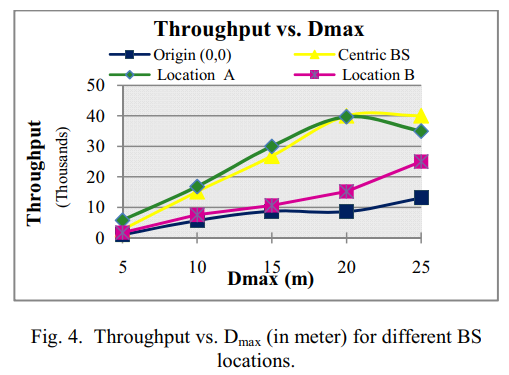 Throughput vs. Dmax
Origin (0,0)
Centric BS
Location A
Location B
Throughput
(Thousands)
50
40
30
20
10
0
5 10 15 20 25
Dmax (m)
Fig. 4. Throughput vs. Dmax (in meter) for different BS
locations.